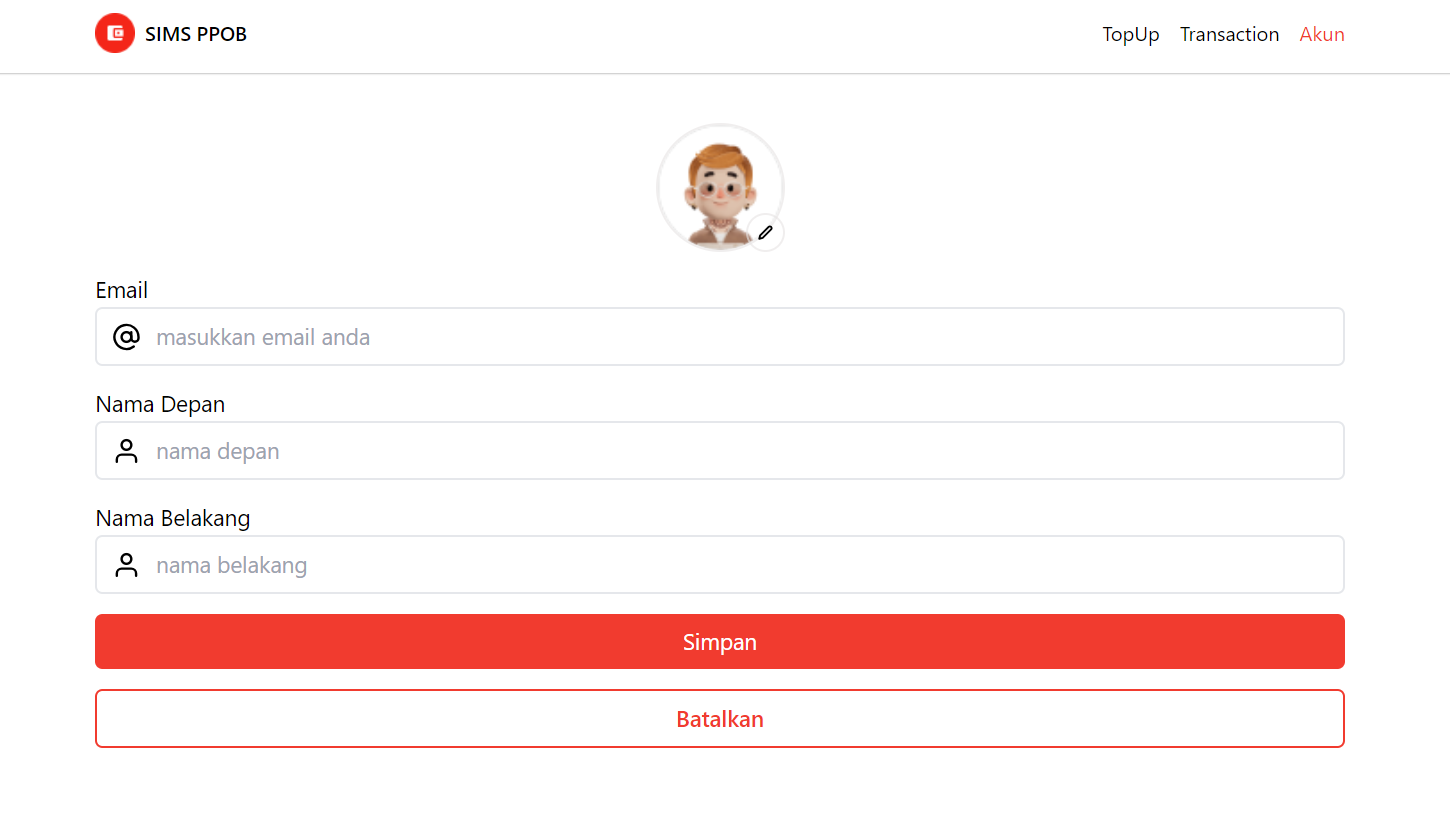 SIMS PPOB
TopUp Transaction Akun
Email
masukkan email anda
Nama Depan
nama depan
Nama Belakang
nama belakang
Simpan
Batalkan